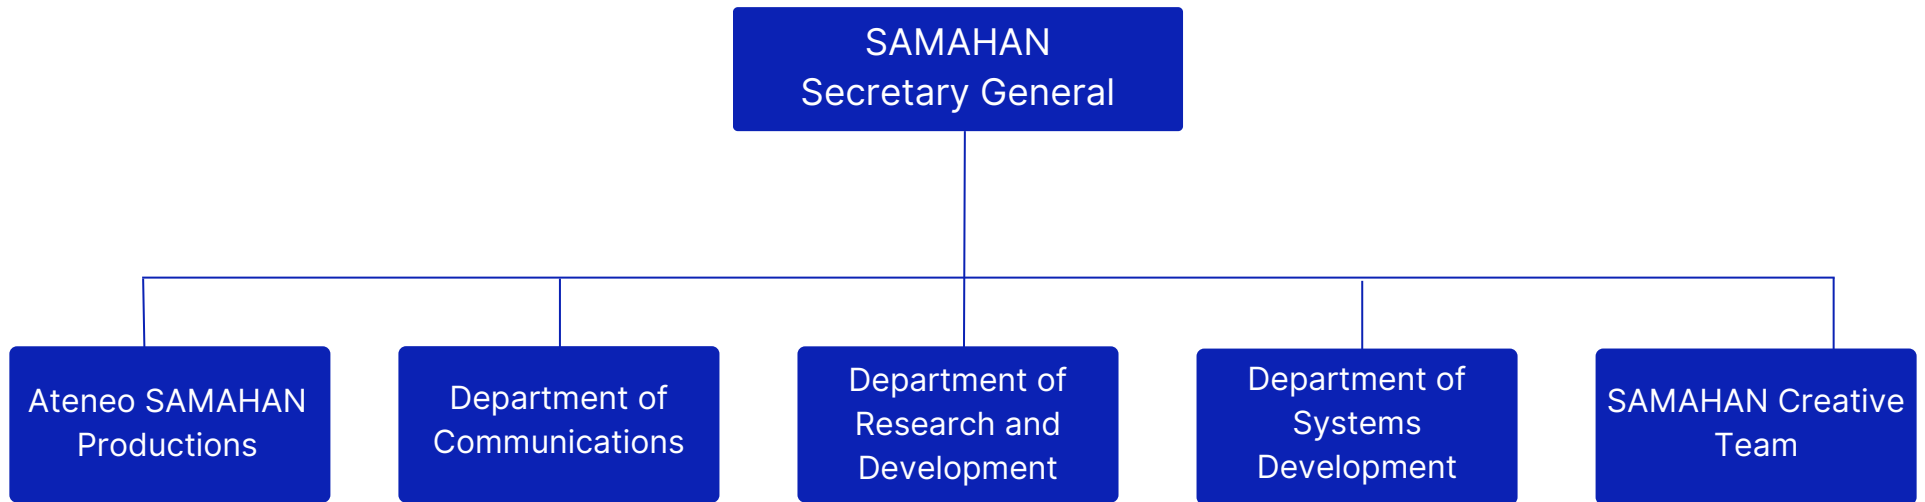 SAMAHAN
Secretary General
Ateneo SAMAHAN
Productions
Department of
Communications
Department of
Research and
Development
Department of
Systems
Development
SAMAHAN Creative
Team